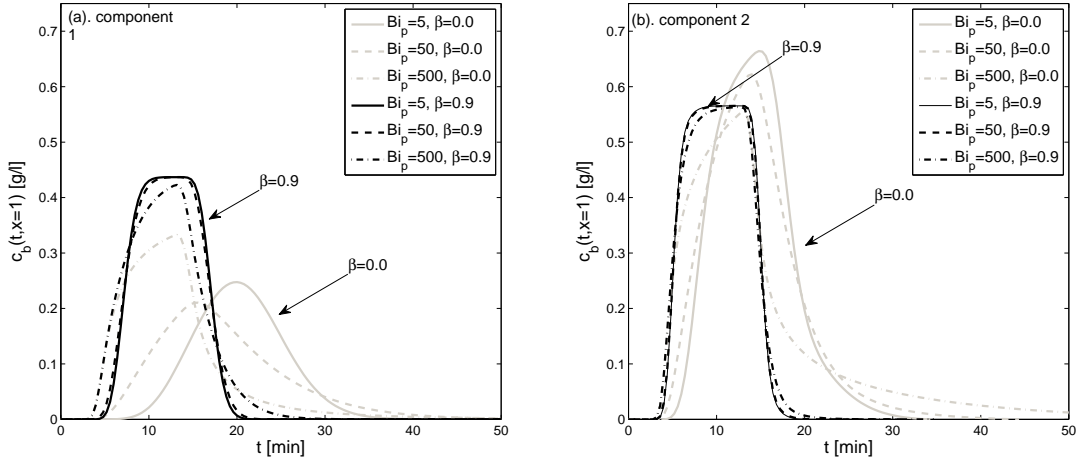 (a). component
1
Bi_p=5, β=0.0
Bi_p=50, β=0.0
Bi_p=500, β=0.0
Bi_p=5, β=0.9
Bi_p=50, β=0.9
Bi_p=500, β=0.9
β=0.9
β=0.0
0.7
0.6
0.5
0.4
0.3
0.2
0.1
0
c_b(t,x=1) [g/l]
0 10 20 30 40 50
t [min]
(b). component 2
Bi_p=5, β=0.0
Bi_p=50, β=0.0
Bi_p=500, β=0.0
Bi_p=5, β=0.9
Bi_p=50, β=0.9
Bi_p=500, β=0.9
β=0.9
β=0.0
0.7
0.6
0.5
0.4
0.3
0.2
0.1
0
c_b(t,x=1) [g/l]
0 10 20 30 40 50
t [min]